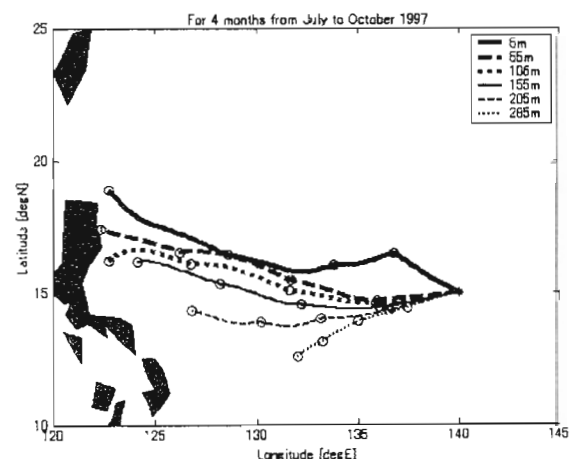 For 4 months from July to October 1997
25
5m
55m
105m
155m
205m
285m
20
Latitude [degN]
15
10
120
125
130
135
140
145
Longitude [degE]